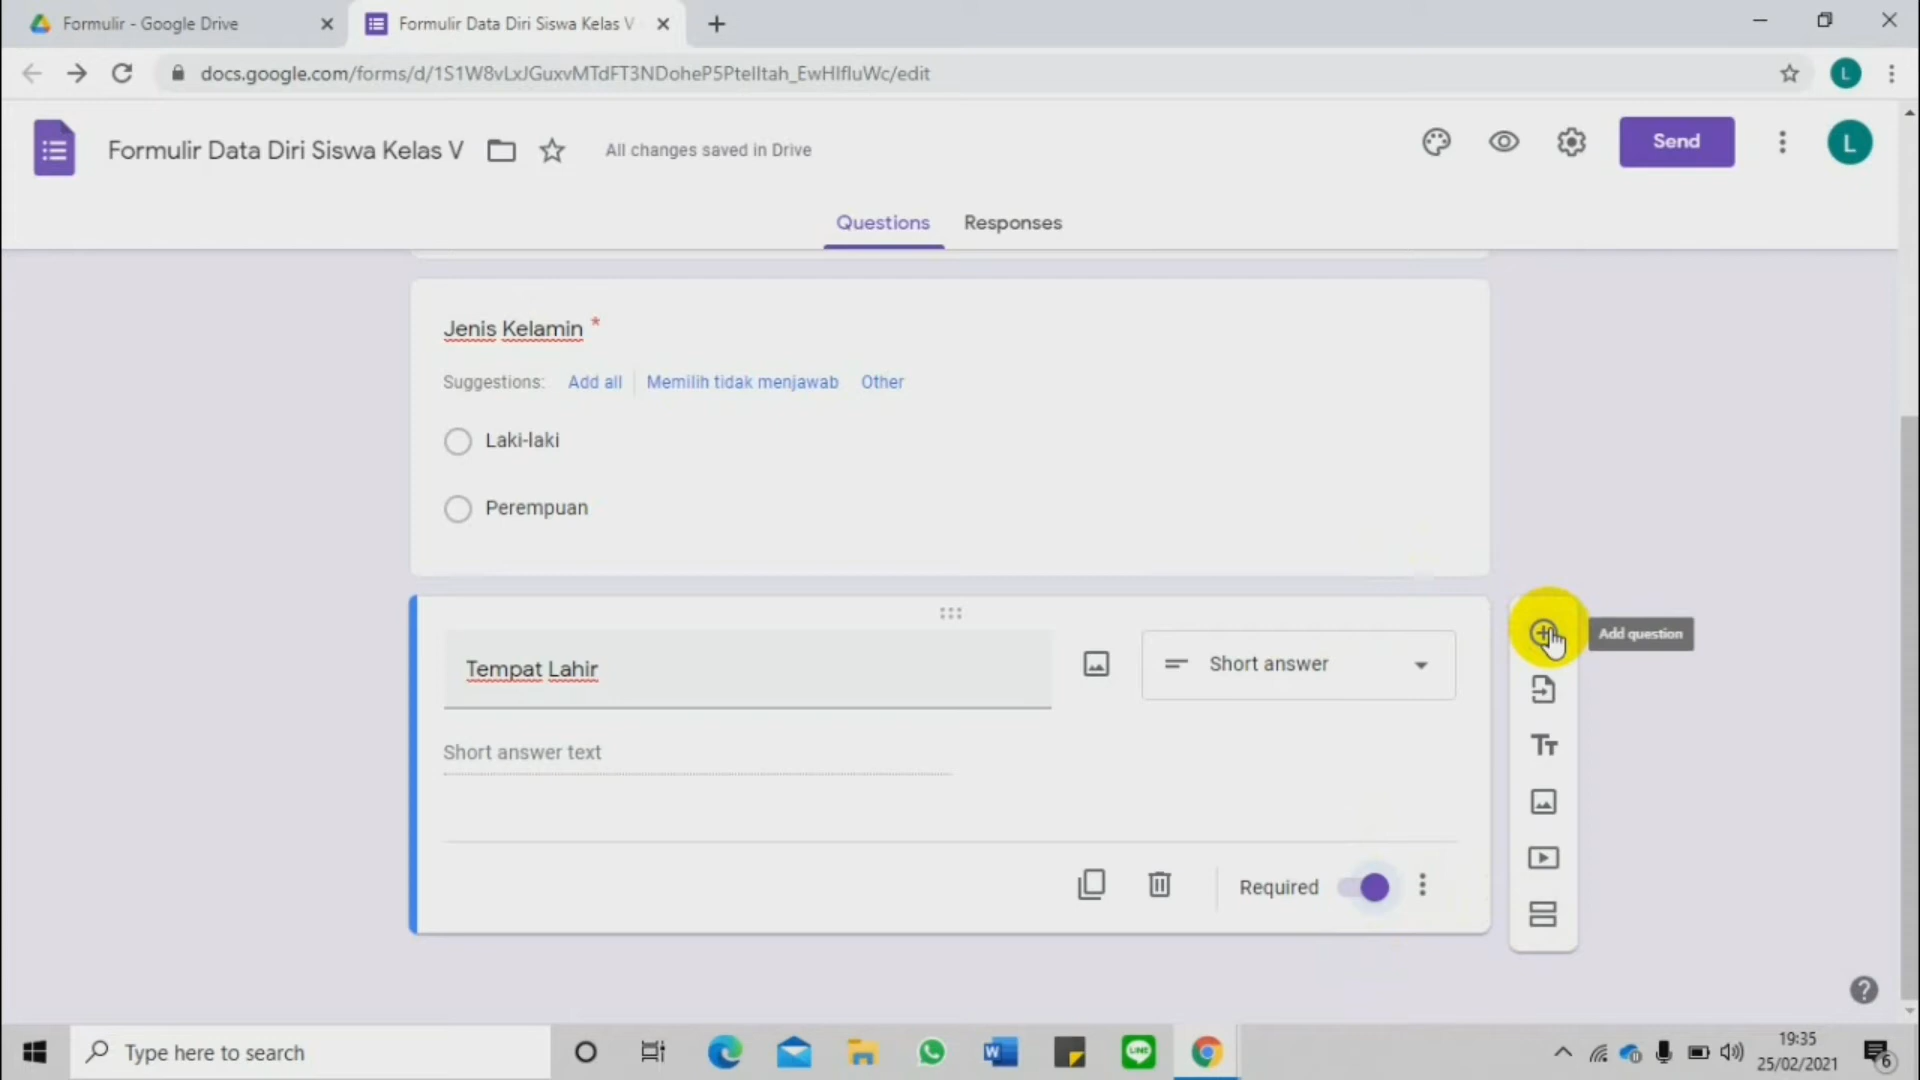 Formulir - Google Drive
Formulir Data Diri Siswa Kelas V
docs.google.com/forms/d/1S1W8vLxJGuxvMTdFT3NDoheP5PtelItah_EwHIfluWc/edit
L
Formulir Data Diri Siswa Kelas V
All changes saved in Drive
Send
L
Questions
Responses
Jenis Kelamin *
Suggestions: Add all Memilih tidak menjawab Other
Laki-laki
Perempuan
Tempat Lahir
Short answer
Add question
Short answer text
Required
Type here to search
19:35
25/02/2021
6